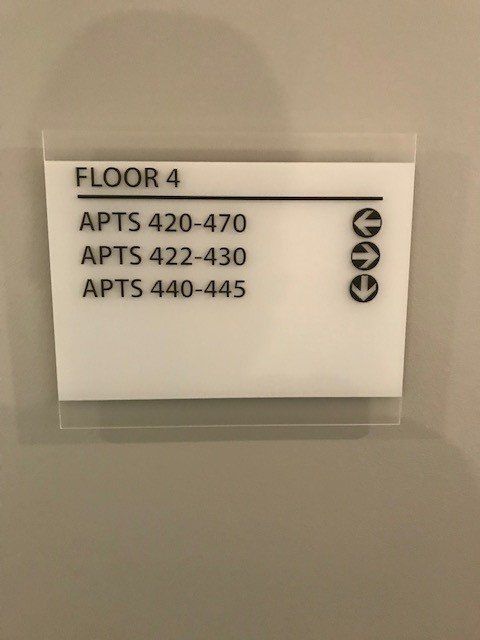 FLOOR 4
APTS 420-470 ←
APTS 422-430 →
APTS 440-445 ↓